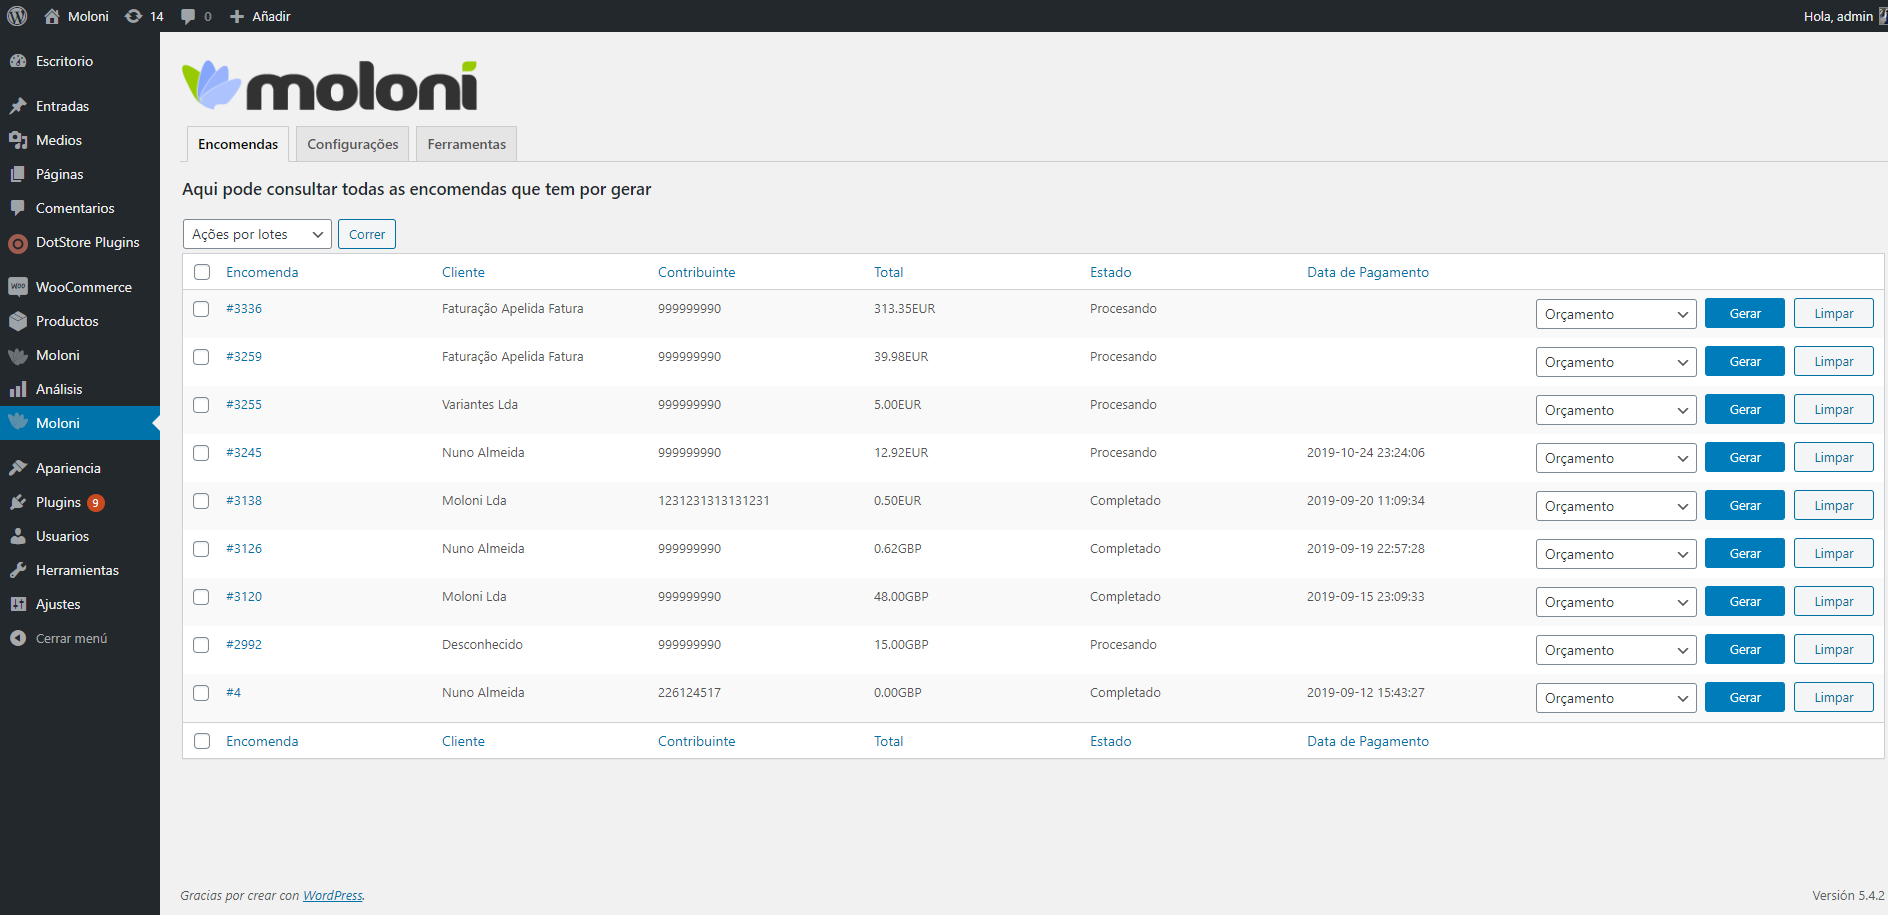 Moloni 14 0 Añadir Hola, admin
Escritorio
Entradas
Medios
Páginas
Comentarios
DotStore Plugins
WooCommerce
Productos
Moloni
Análisis
Moloni
Apariencia
Plugins 9
Usuarios
Herramientas
Ajustes
Cerrar menú
moloni
Encomendas Configurações Ferramentas
Aqui pode consultar todas as encomendas que tem por gerar
Ações por lotes Correr
Encomenda Cliente Contribuinte Total Estado Data de Pagamento
#3336 Faturação Apelida Fatura 999999990 313.35EUR Procesando Orçamento Gerar Limpar
#3259 Faturação Apelida Fatura 999999990 39.98EUR Procesando Orçamento Gerar Limpar
#3255 Variantes Lda 999999990 5.00EUR Procesando Orçamento Gerar Limpar
#3245 Nuno Almeida 999999990 12.92EUR Procesando 2019-10-24 23:24:06 Orçamento Gerar Limpar
#3138 Moloni Lda 1231231313131231 0.50EUR Completado 2019-09-20 11:09:34 Orçamento Gerar Limpar
#3126 Nuno Almeida 999999990 0.62GBP Completado 2019-09-19 22:57:28 Orçamento Gerar Limpar
#3120 Moloni Lda 999999990 48.00GBP Completado 2019-09-15 23:09:33 Orçamento Gerar Limpar
#2992 Desconhecido 999999990 15.00GBP Procesando Orçamento Gerar Limpar
#4 Nuno Almeida 226124517 0.00GBP Completado 2019-09-12 15:43:27 Orçamento Gerar Limpar
Encomenda Cliente Contribuinte Total Estado Data de Pagamento
Gracias por crear con WordPress. Versión 5.4.2